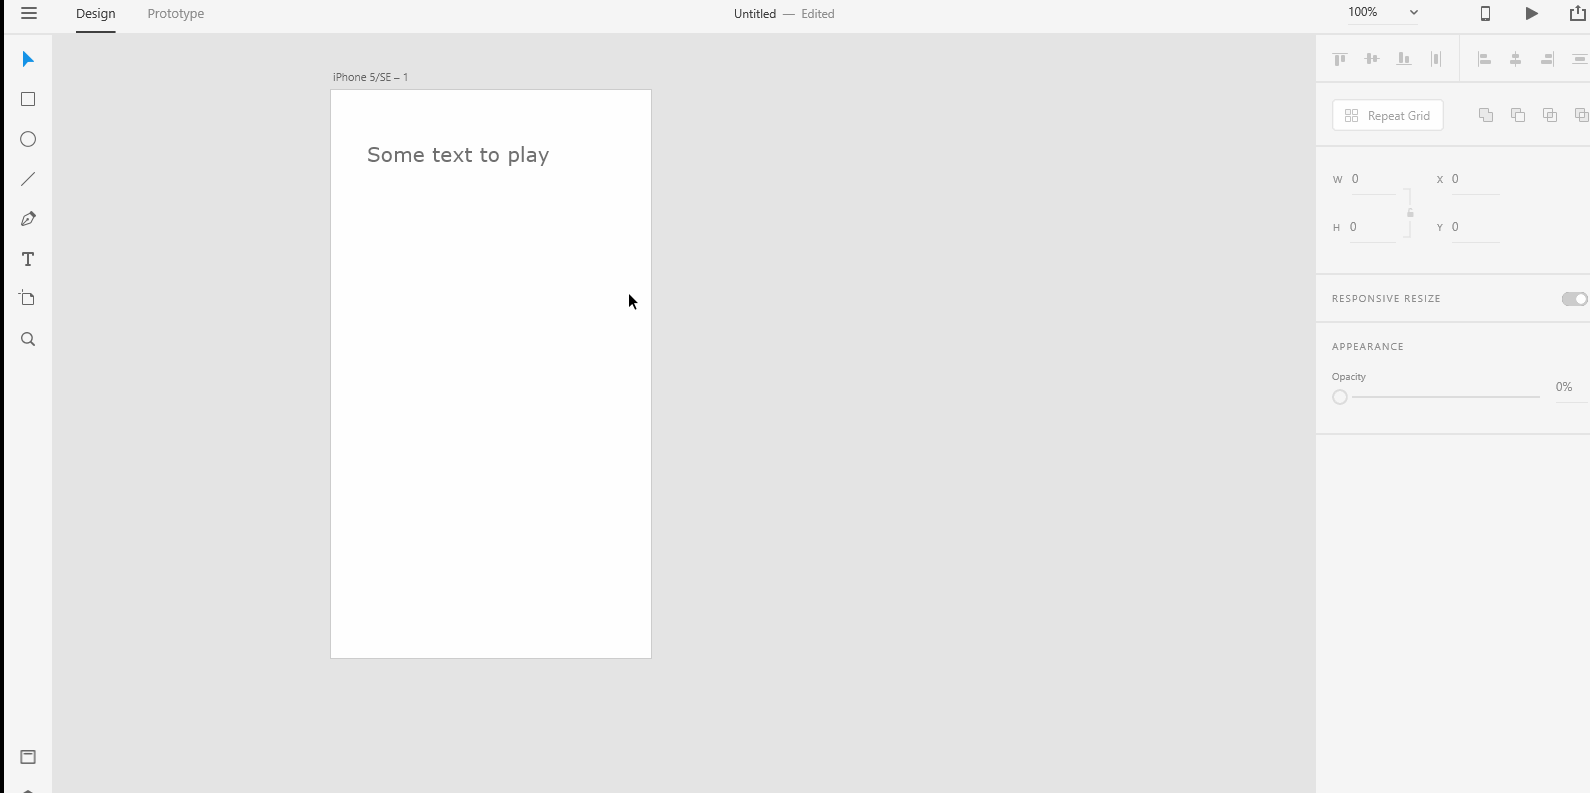 Design Prototype Untitled — Edited 100%
iPhone 5/SE – 1
Some text to play
Repeat Grid
W 0 X 0
H 0 Y 0
RESPONSIVE RESIZE
APPEARANCE
Opacity
0%